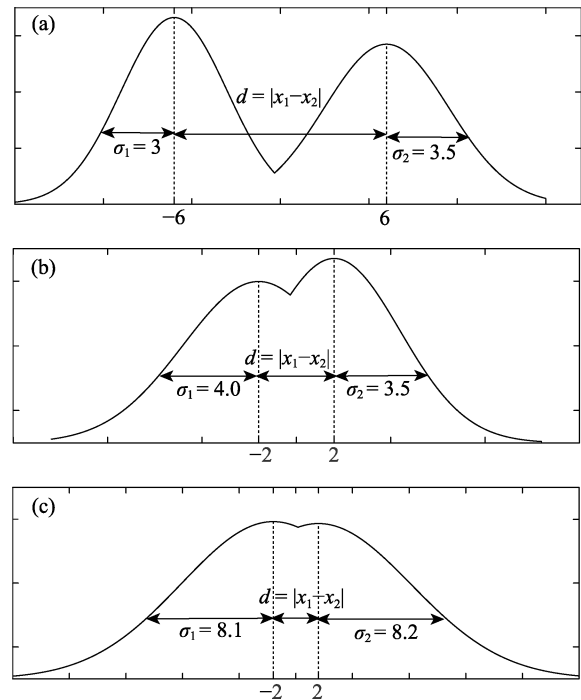 (a)
d = |x₁−x₂|
σ₁ = 3
σ₂ = 3.5
−6 6
(b)
d = |x₁−x₂|
σ₁ = 4.0
σ₂ = 3.5
−2 2
(c)
d = |x₁−x₂|
σ₁ = 8.1
σ₂ = 8.2
−2 2